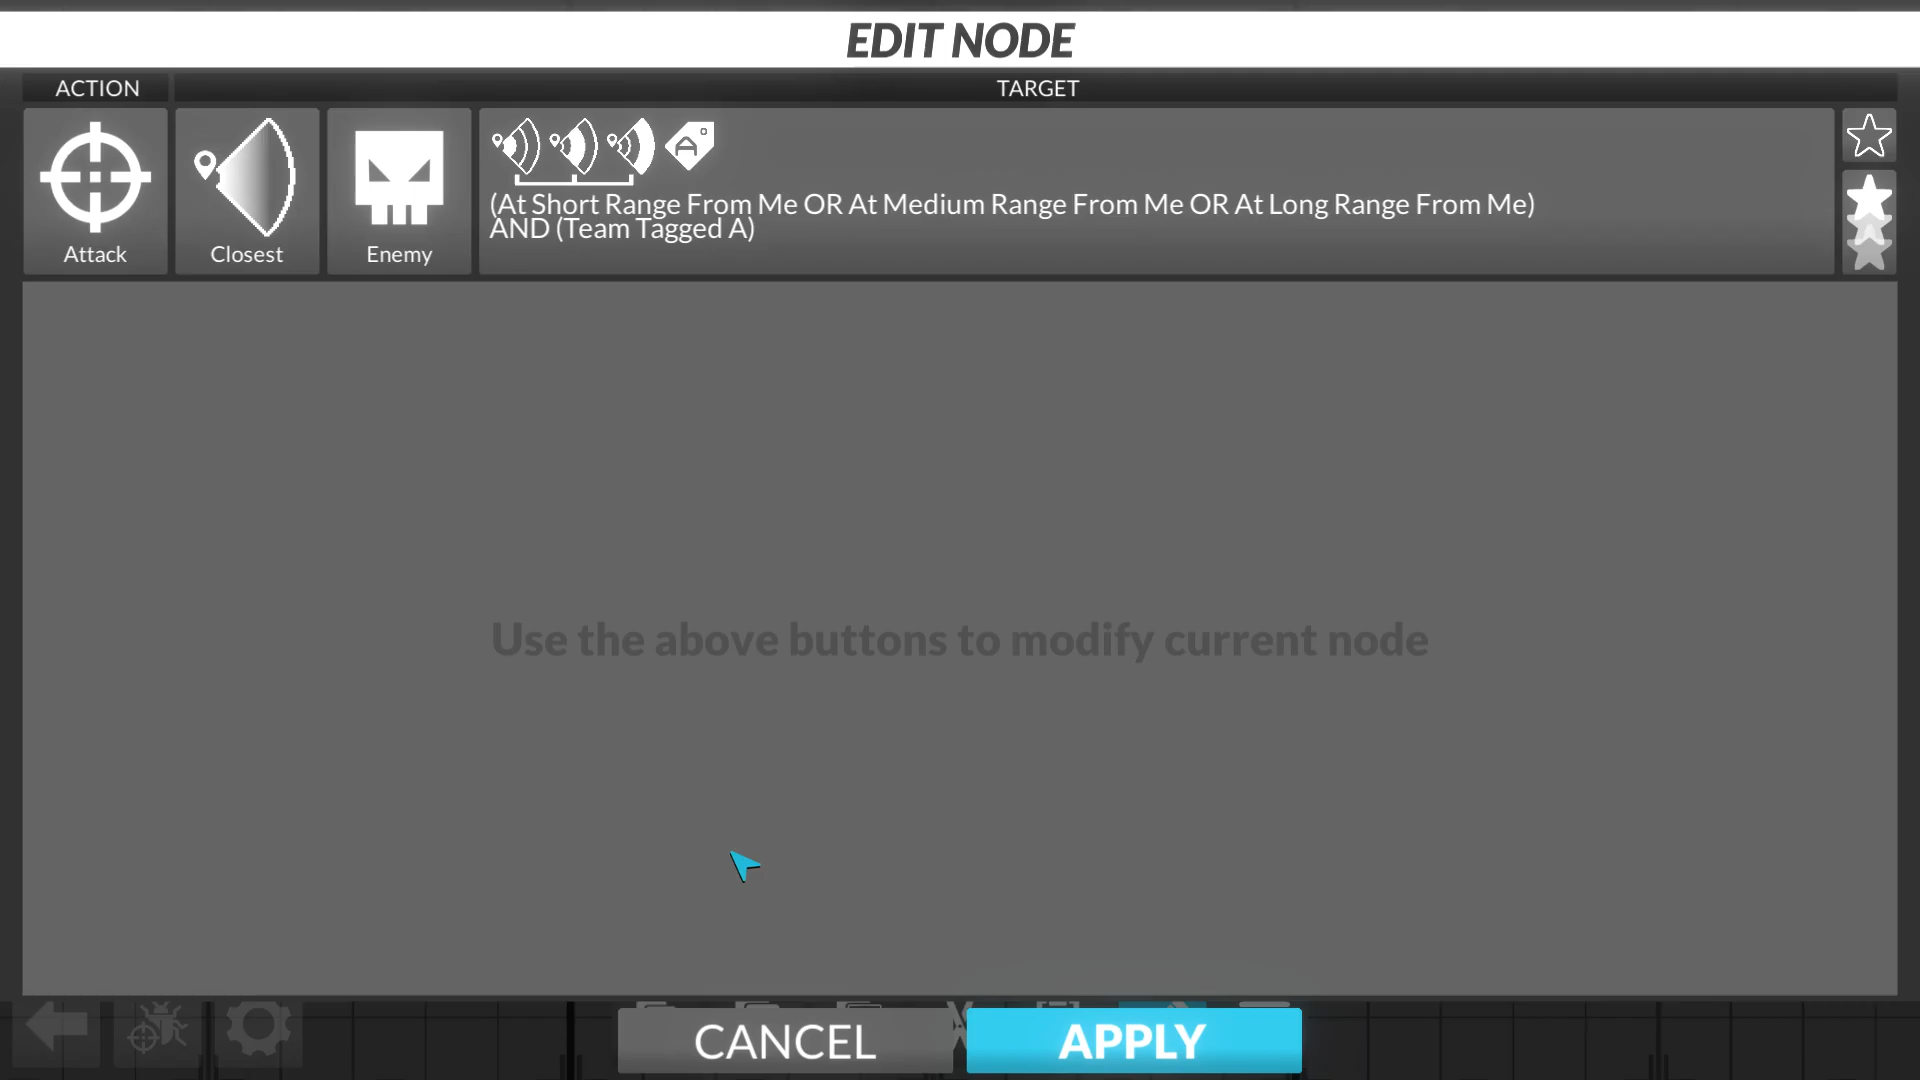 EDIT NODE
ACTION
TARGET
Attack
Closest
Enemy
A
(At Short Range From Me OR At Medium Range From Me OR At Long Range From Me)
AND (Team Tagged A)
Use the above buttons to modify current node
CANCEL
APPLY